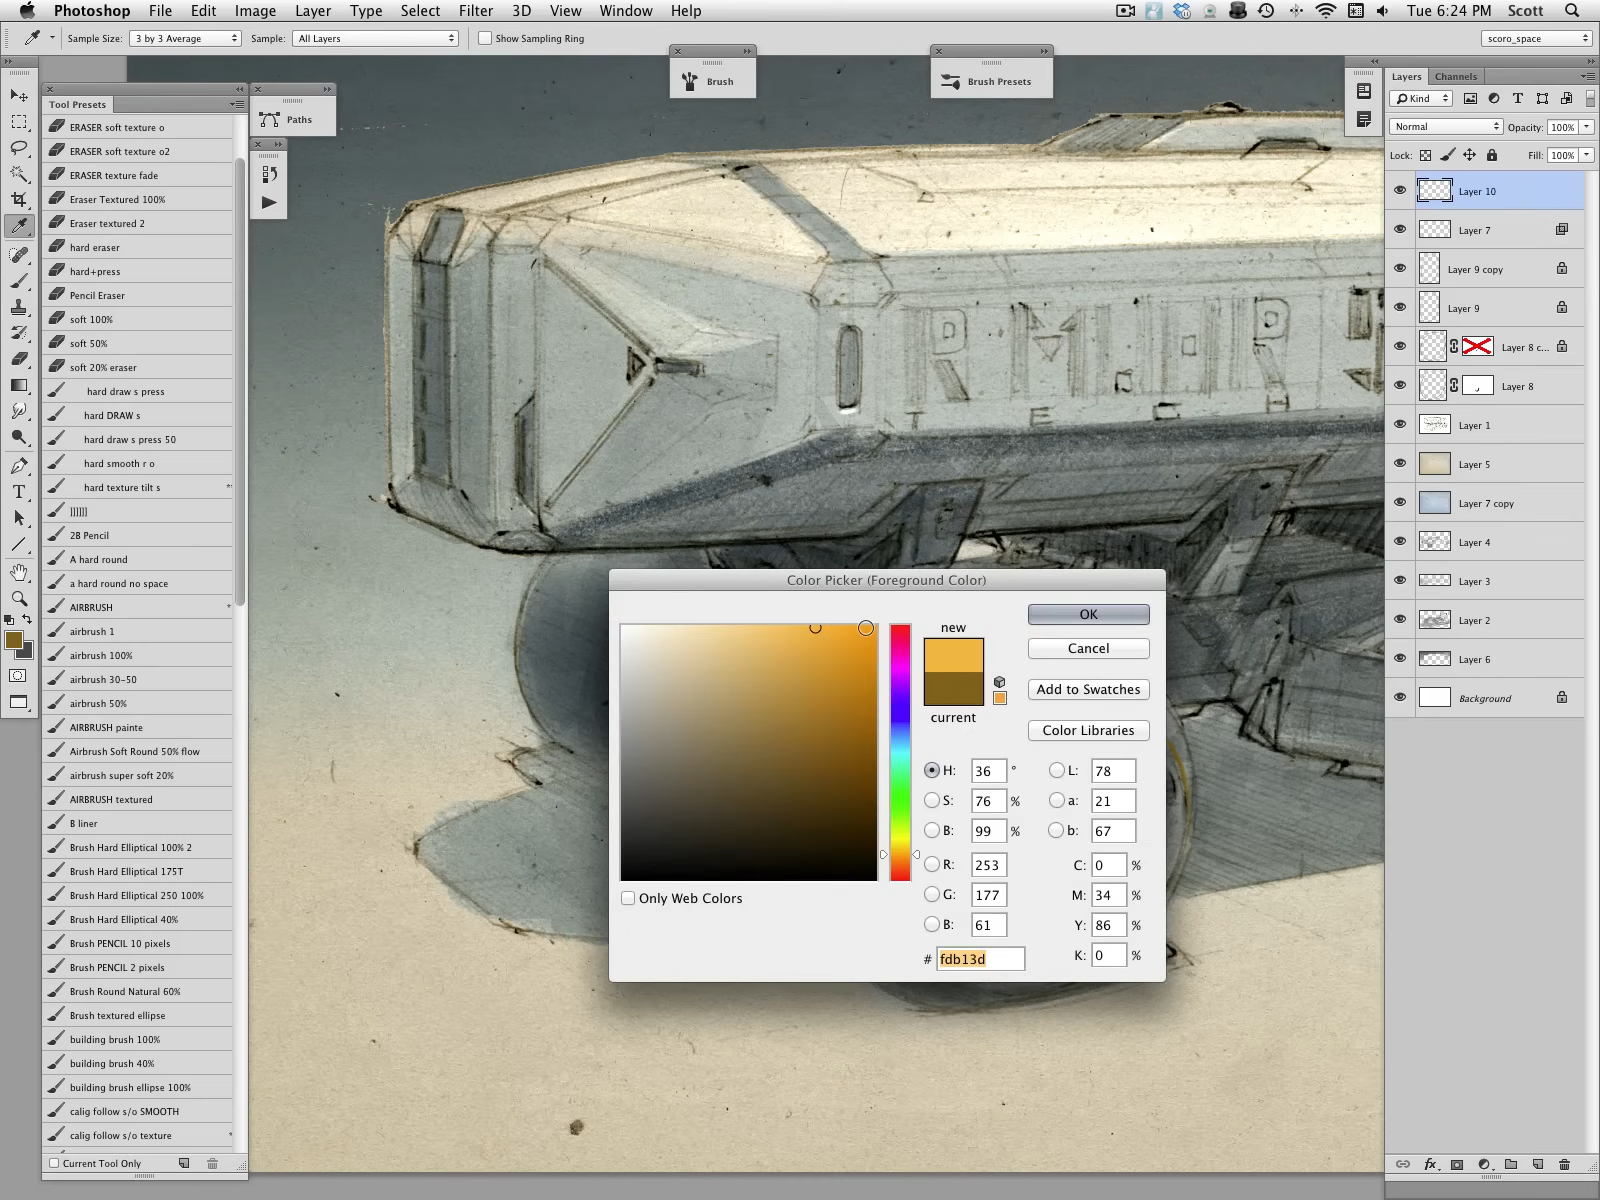 Photoshop File Edit Image Layer Type Select Filter 3D View Window Help Tue 6:24 PM Scott
Sample Size: 3 by 3 Average Sample: All Layers Show Sampling Ring scoro_space
Brush
Brush Presets
Tool Presets
ERASER soft texture o
ERASER soft texture o2
ERASER texture fade
Eraser Textured 100%
Eraser textured 2
hard eraser
hard+press
Pencil Eraser
soft 100%
soft 50%
soft 20% eraser
hard draw s press
hard DRAW s
hard draw s press 50
hard smooth r o
hard texture tilt s
]]]]]]
2B Pencil
A hard round
a hard round no space
AIRBRUSH
airbrush 1
airbrush 100%
airbrush 30-50
airbrush 50%
AIRBRUSH painte
Airbrush Soft Round 50% flow
airbrush super soft 20%
AIRBRUSH textured
B liner
Brush Hard Elliptical 100% 2
Brush Hard Elliptical 175T
Brush Hard Elliptical 250 100%
Brush Hard Elliptical 40%
Brush PENCIL 10 pixels
Brush PENCIL 2 pixels
Brush Round Natural 60%
Brush textured ellipse
building brush 100%
building brush 40%
building brush ellipse 100%
calig follow s/o SMOOTH
calig follow s/o texture
Current Tool Only
Paths
T E C H
Color Picker (Foreground Color)
new
current
OK
Cancel
Add to Swatches
Color Libraries
H: 36 ° L: 78
S: 76 % a: 21
B: 99 % b: 67
R: 253 C: 0 %
G: 177 M: 34 %
B: 61 Y: 86 %
# fdb13d K: 0 %
Only Web Colors
Layers Channels
Kind
Normal Opacity: 100%
Lock: Fill: 100%
Layer 10
Layer 7
Layer 9 copy
Layer 9
Layer 8 c...
Layer 8
Layer 1
Layer 5
Layer 7 copy
Layer 4
Layer 3
Layer 2
Layer 6
Background
fx